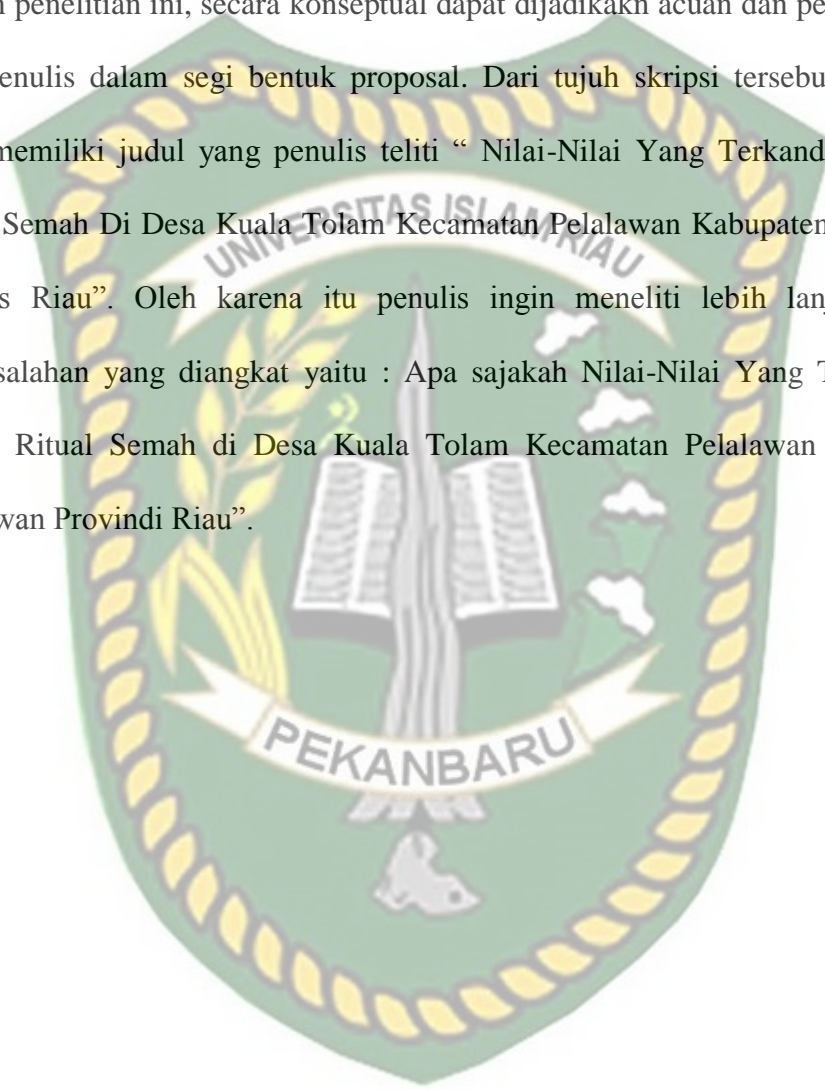 penelitian ini, secara konseptual dapat dijadikakn acuan dan pe
enulis dalam segi bentuk proposal. Dari tujuh skripsi tersebu
memiliki judul yang penulis teliti “ Nilai-Nilai Yang Terkand
Semah Di Desa Kuala Tolam Kecamatan Pelalawan Kabupaten
s Riau”. Oleh karena itu penulis ingin meneliti lebih lanj
salahan yang diangkat yaitu : Apa sajakah Nilai-Nilai Yang T
Ritual Semah di Desa Kuala Tolam Kecamatan Pelalawan
wan Provindi Riau”.
UNIVERSITAS ISLAM RIAU
PEKANBARU